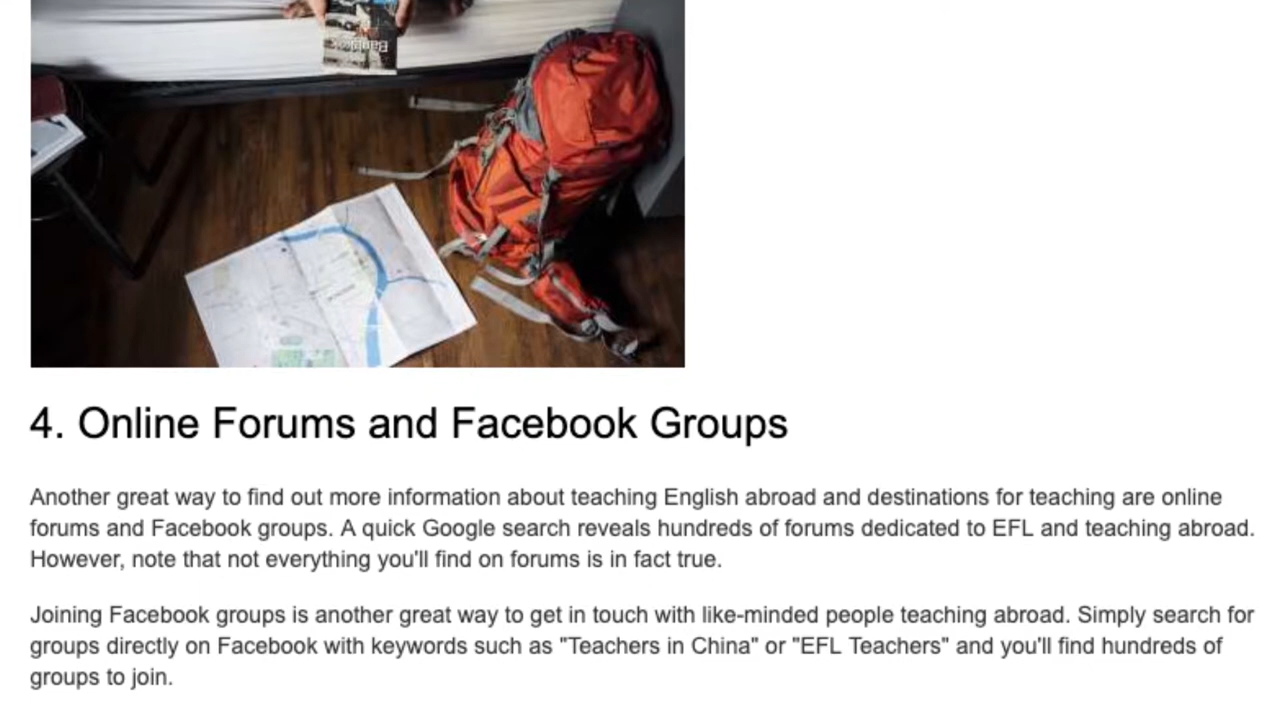 Bangkok
4. Online Forums and Facebook Groups
Another great way to find out more information about teaching English abroad and destinations for teaching are online
forums and Facebook groups. A quick Google search reveals hundreds of forums dedicated to EFL and teaching abroad.
However, note that not everything you'll find on forums is in fact true.
Joining Facebook groups is another great way to get in touch with like-minded people teaching abroad. Simply search for
groups directly on Facebook with keywords such as "Teachers in China" or "EFL Teachers" and you'll find hundreds of
groups to join.